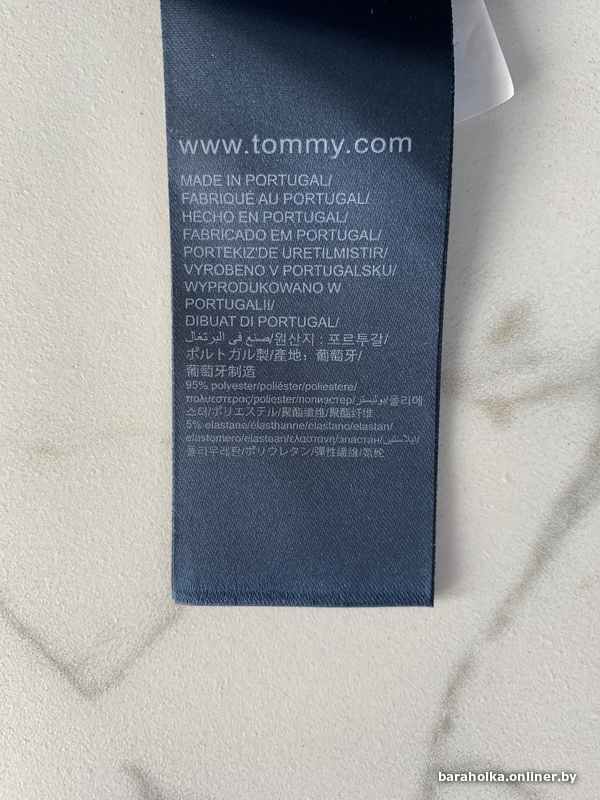 www.tommy.com
MADE IN PORTUGAL/
FABRIQUÉ AU PORTUGAL/
HECHO EN PORTUGAL/
FABRICADO EM PORTUGAL/
PORTEKIZ'DE URETILMISTIR/
VYROBENO V PORTUGALSKU/
WYPRODUKOWANO W
PORTUGALII/
DIBUAT DI PORTUGAL/
صنع في البرتغال/원산지 : 포르투갈/
ポルトガル製/產地：葡萄牙/
葡萄牙制造
95% polyester/poliéster/poliestere/
πολυεστερας/polyester/полиэстер/بوليستر/폴리에
스터/ポリエステル/聚酯纖維/聚酯纤维
5% elastane/élasthanne/elastano/elastan/
elastomero/elastaan/ελαστανη/эластан/إيلاستين/
폴리우레탄/ポリウレタン/彈性纖維/氨纶
baraholka.onliner.by